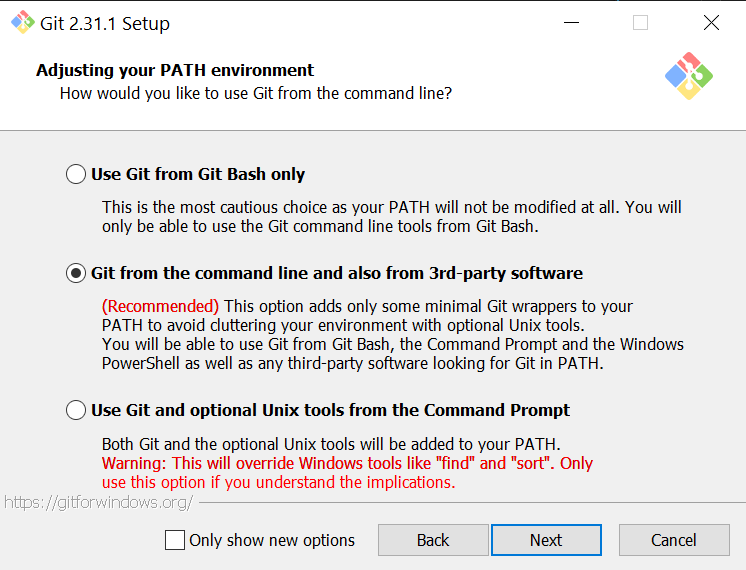 Git 2.31.1 Setup
Adjusting your PATH environment
How would you like to use Git from the command line?
Use Git from Git Bash only
This is the most cautious choice as your PATH will not be modified at all. You will
only be able to use the Git command line tools from Git Bash.
Git from the command line and also from 3rd-party software
(Recommended) This option adds only some minimal Git wrappers to your
PATH to avoid cluttering your environment with optional Unix tools.
You will be able to use Git from Git Bash, the Command Prompt and the Windows
PowerShell as well as any third-party software looking for Git in PATH.
Use Git and optional Unix tools from the Command Prompt
Both Git and the optional Unix tools will be added to your PATH.
Warning: This will override Windows tools like "find" and "sort". Only
use this option if you understand the implications.
https://gitforwindows.org/
Only show new options
Back
Next
Cancel